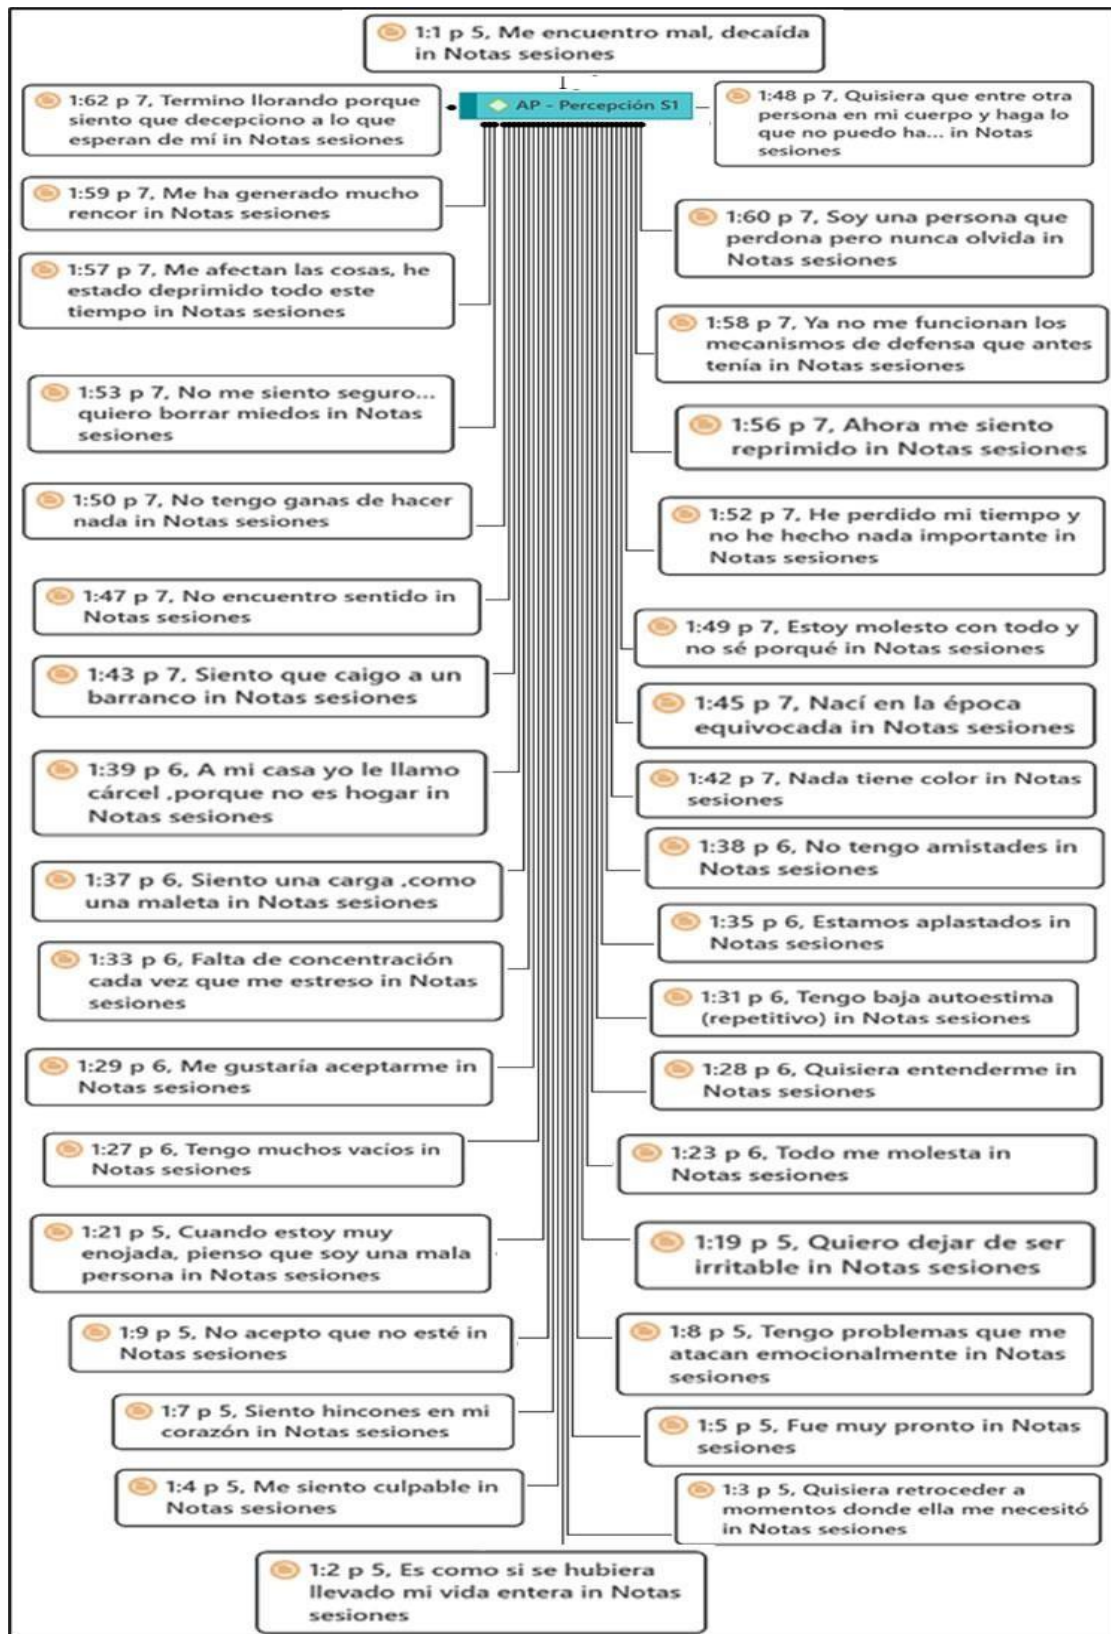 1:1 p 5, Me encuentro mal, decaída
in Notas sesiones
AP - Percepción S1
1:62 p 7, Termino llorando porque
siento que decepciono a lo que
esperan de mí in Notas sesiones
1:48 p 7, Quisiera que entre otra
persona en mi cuerpo y haga lo
que no puedo ha... in Notas
sesiones
1:59 p 7, Me ha generado mucho
rencor in Notas sesiones
1:60 p 7, Soy una persona que
perdona pero nunca olvida in
Notas sesiones
1:57 p 7, Me afectan las cosas, he
estado deprimido todo este
tiempo in Notas sesiones
1:58 p 7, Ya no me funcionan los
mecanismos de defensa que antes
tenía in Notas sesiones
1:53 p 7, No me siento seguro...
quiero borrar miedos in Notas
sesiones
1:56 p 7, Ahora me siento
reprimido in Notas sesiones
1:50 p 7, No tengo ganas de hacer
nada in Notas sesiones
1:52 p 7, He perdido mi tiempo y
no he hecho nada importante in
Notas sesiones
1:47 p 7, No encuentro sentido in
Notas sesiones
1:49 p 7, Estoy molesto con todo y
no sé porqué in Notas sesiones
1:43 p 7, Siento que caigo a un
barranco in Notas sesiones
1:45 p 7, Nací en la época
equivocada in Notas sesiones
1:39 p 6, A mi casa yo le llamo
cárcel ,porque no es hogar in
Notas sesiones
1:42 p 7, Nada tiene color in Notas
sesiones
1:38 p 6, No tengo amistades in
Notas sesiones
1:37 p 6, Siento una carga ,como
una maleta in Notas sesiones
1:35 p 6, Estamos aplastados in
Notas sesiones
1:33 p 6, Falta de concentración
cada vez que me estreso in Notas
sesiones
1:31 p 6, Tengo baja autoestima
(repetitivo) in Notas sesiones
1:29 p 6, Me gustaría aceptarme in
Notas sesiones
1:28 p 6, Quisiera entenderme in
Notas sesiones
1:27 p 6, Tengo muchos vacíos in
Notas sesiones
1:23 p 6, Todo me molesta in
Notas sesiones
1:21 p 5, Cuando estoy muy
enojada, pienso que soy una mala
persona in Notas sesiones
1:19 p 5, Quiero dejar de ser
irritable in Notas sesiones
1:9 p 5, No acepto que no esté in
Notas sesiones
1:8 p 5, Tengo problemas que me
atacan emocionalmente in Notas
sesiones
1:7 p 5, Siento hincones en mi
corazón in Notas sesiones
1:5 p 5, Fue muy pronto in Notas
sesiones
1:4 p 5, Me siento culpable in
Notas sesiones
1:3 p 5, Quisiera retroceder a
momentos donde ella me necesitó
in Notas sesiones
1:2 p 5, Es como si se hubiera
llevado mi vida entera in Notas
sesiones